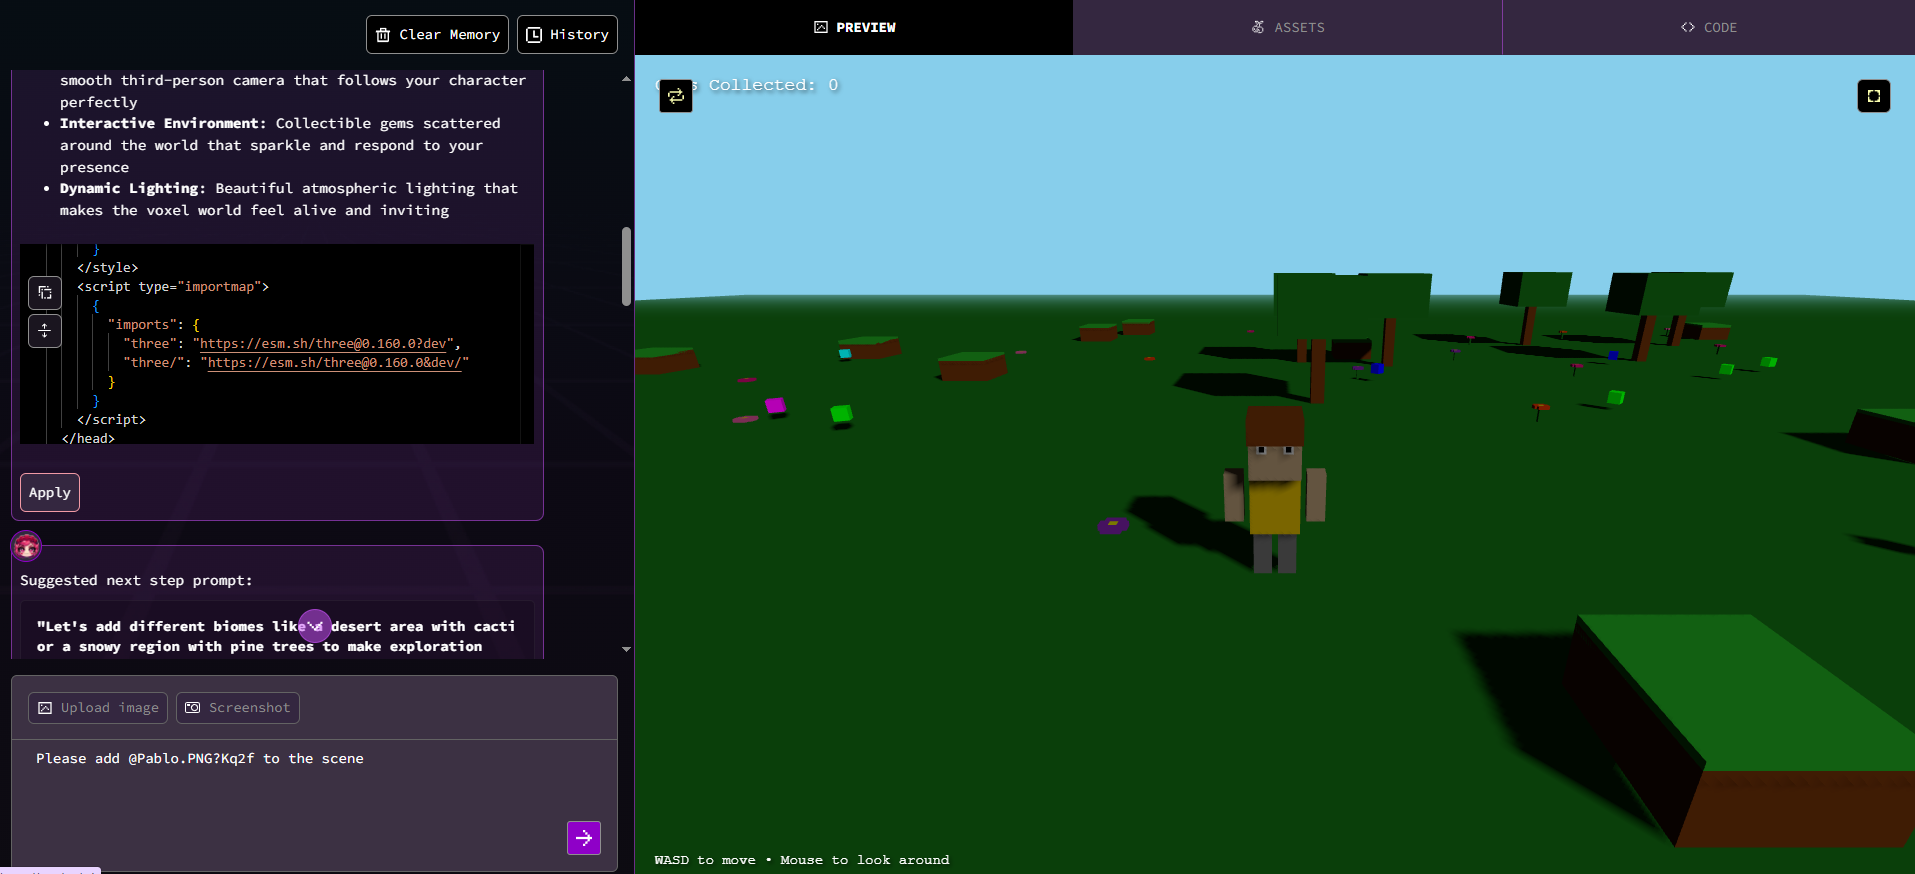 Clear Memory
History
PREVIEW
ASSETS
CODE
smooth third-person camera that follows your character
perfectly
• Interactive Environment: Collectible gems scattered
around the world that sparkle and respond to your
presence
• Dynamic Lighting: Beautiful atmospheric lighting that
makes the voxel world feel alive and inviting
}
</style>
<script type="importmap">
{
"imports": {
"three": "https://esm.sh/three@0.160.0?dev",
"three/": "https://esm.sh/three@0.160.0&dev/"
}
}
</script>
</head>
Apply
Suggested next step prompt:
"Let's add different biomes like a desert area with cacti
or a snowy region with pine trees to make exploration
Upload image
Screenshot
Please add @Pablo.PNG?Kq2f to the scene
Collected: 0
WASD to move • Mouse to look around